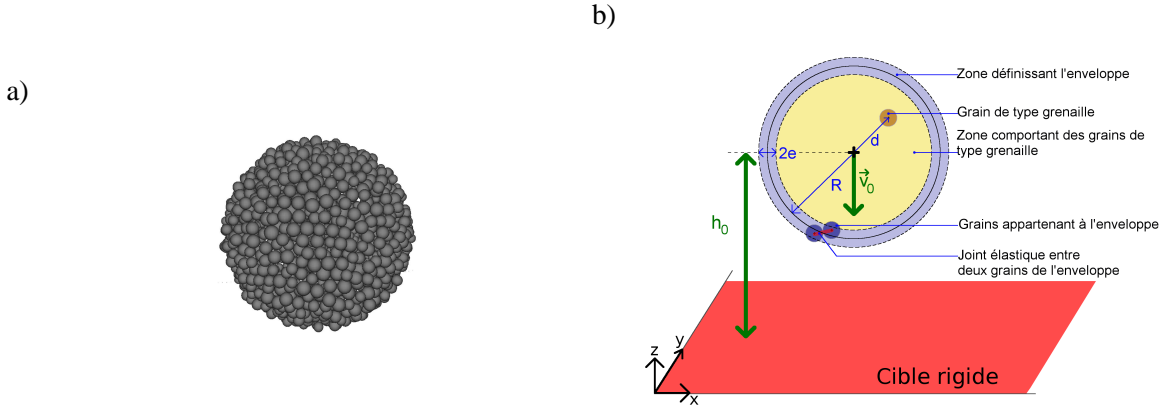 a)
b)
Zone définissant l'enveloppe
Grain de type grenaille
Zone comportant des grains de
type grenaille
d
2e
R
v₀
h₀
Grains appartenant à l'enveloppe
Joint élastique entre
deux grains de l'enveloppe
z
y
x
Cible rigide